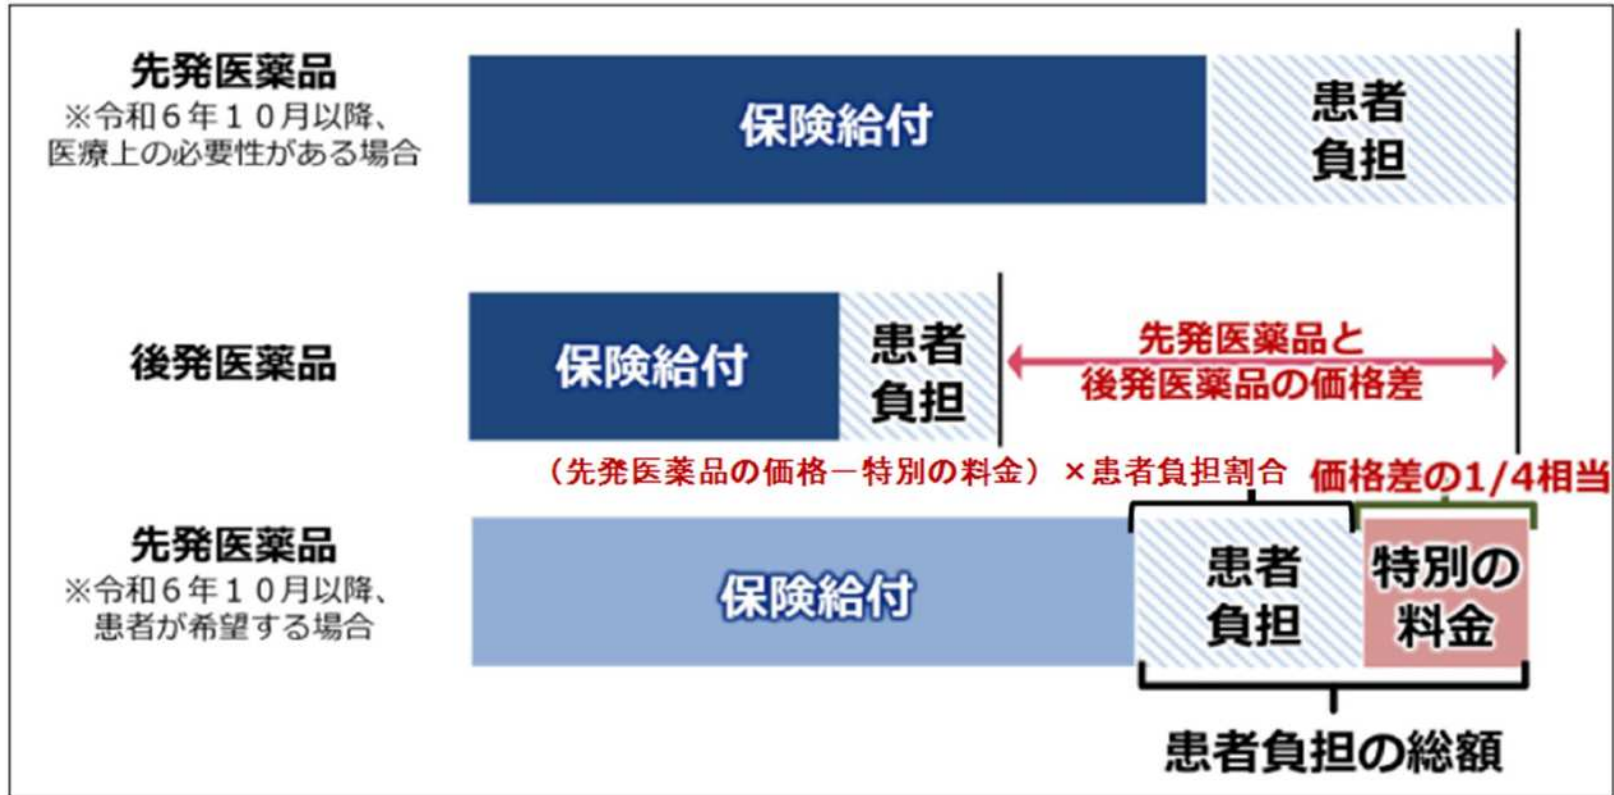 先発医薬品
※令和６年１０月以降、
医療上の必要性がある場合
保険給付
患者
負担
後発医薬品
保険給付
患者
負担
先発医薬品と
後発医薬品の価格差
（先発医薬品の価格－特別の料金）×患者負担割合
価格差の1/4相当
先発医薬品
※令和６年１０月以降、
患者が希望する場合
保険給付
患者
負担
特別の
料金
患者負担の総額